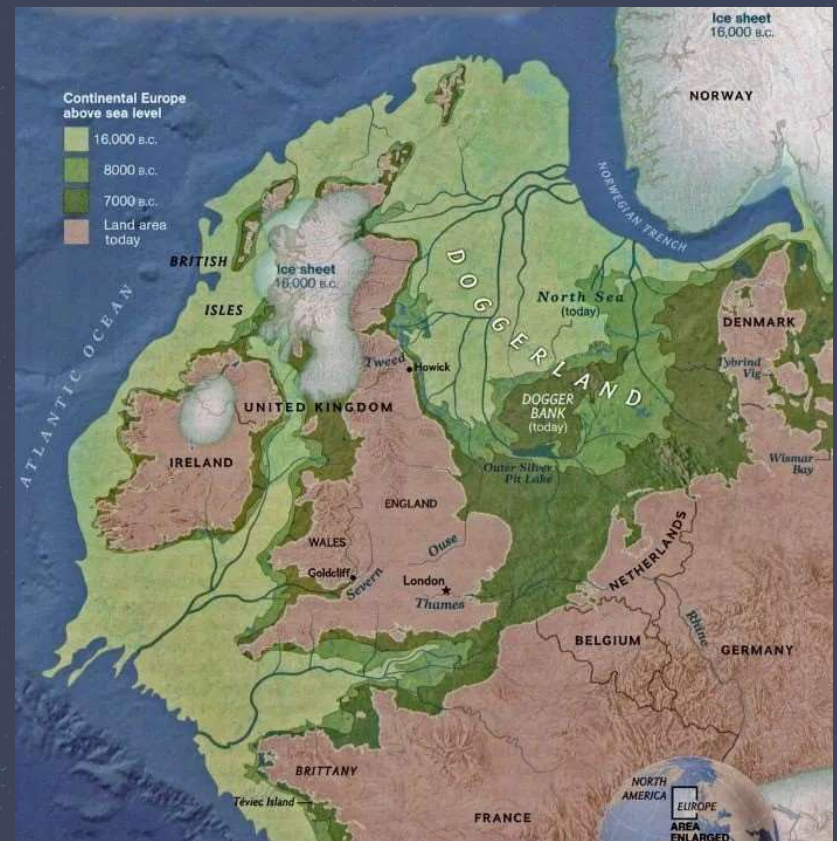 Ice sheet
16,000 B.C.
NORWAY
Continental Europe
above sea level
16,000 B.C.
8000 B.C.
7000 B.C.
Land area
today
NORWEGIAN TRENCH
BRITISH
ISLES
Ice sheet
16,000 B.C.
DOGGERLAND
North Sea
(today)
ATLANTIC OCEAN
DENMARK
Tybrind
Vig
Tweed
Howick
DOGGER
BANK
(today)
UNITED KINGDOM
IRELAND
Wismar
Bay
Outer Silver
Pit Lake
ENGLAND
WALES
Ouse
NETHERLANDS
Goldcliff
Severn
London
Thames
Rhine
BELGIUM
GERMANY
BRITTANY
Téviec Island
FRANCE
NORTH
AMERICA
EUROPE
AREA
ENLARGED